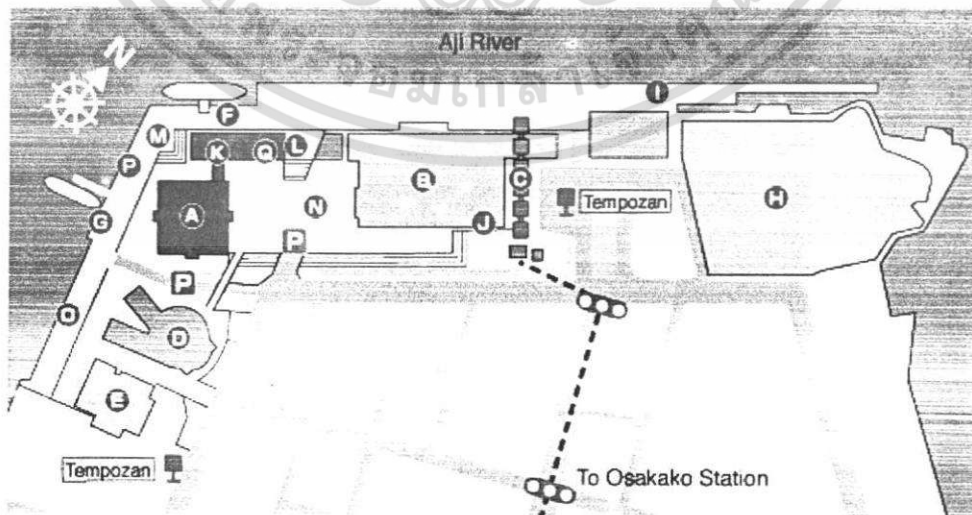 Aji River
N
I
F
M
K Q L
P
B
C
A
N
J
Tempozan
H
G
P
P
D
E
Tempozan
To Osakako Station